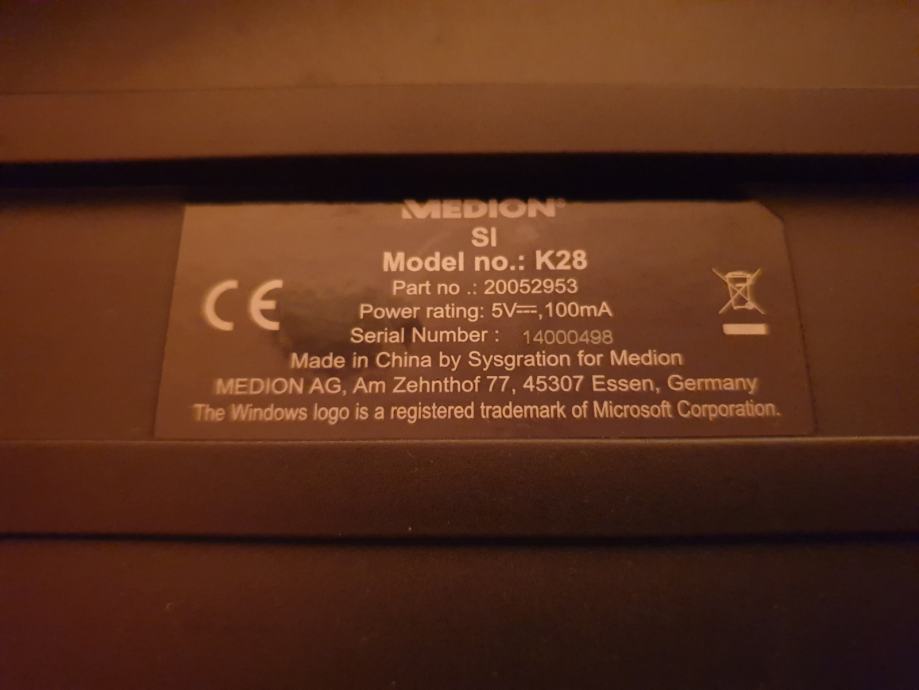 MEDION®
SI
Model no.: K28
Part no .: 20052953
Power rating: 5V⎓,100mA
Serial Number : 14000498
Made in China by Sysgration for Medion
MEDION AG, Am Zehnthof 77, 45307 Essen, Germany
The Windows logo is a registered trademark of Microsoft Corporation.
CE